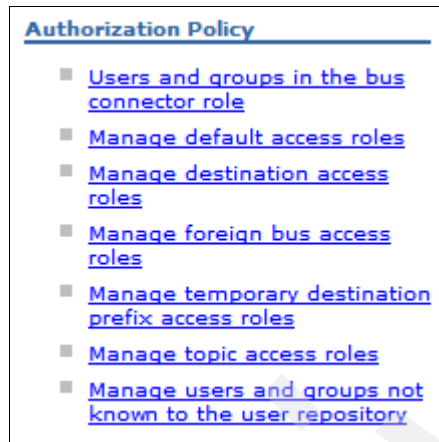 Authorization Policy
Users and groups in the bus
connector role
Manage default access roles
Manage destination access
roles
Manage foreign bus access
roles
Manage temporary destination
prefix access roles
Manage topic access roles
Manage users and groups not
known to the user repository